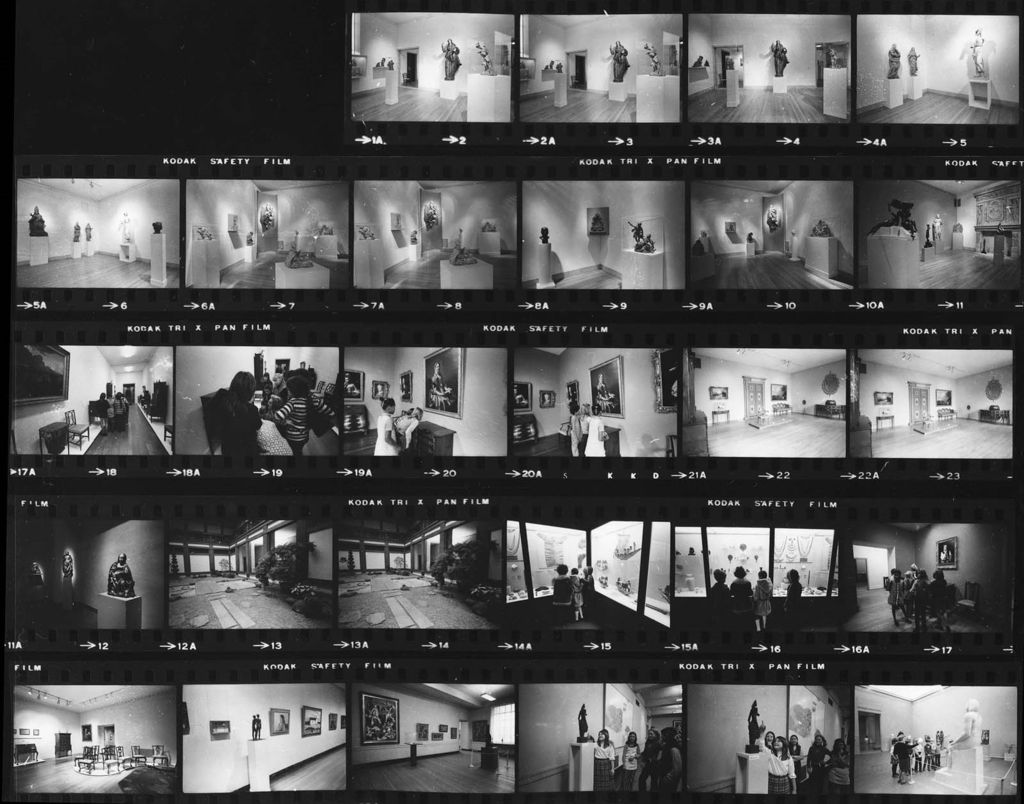 →1A →2 →2A →3 →3A →4 →4A →5
KODAK SAFETY FILM KODAK TRI X PAN FILM KODAK SAFET
→5A →6 →6A →7 →7A →8 →8A →9 →9A →10 →10A →11
KODAK TRI X PAN FILM KODAK SAFETY FILM KODAK TRI X PAN
→17A →18 →18A →19 →19A →20 →20A S K K D →21A →22 →22A →23
FILM KODAK TRI X PAN FILM KODAK SAFETY FILM
11A →12 →12A →13 →13A →14 →14A →15 →15A →16 →16A →17
FILM KODAK SAFETY FILM KODAK TRI X PAN FILM